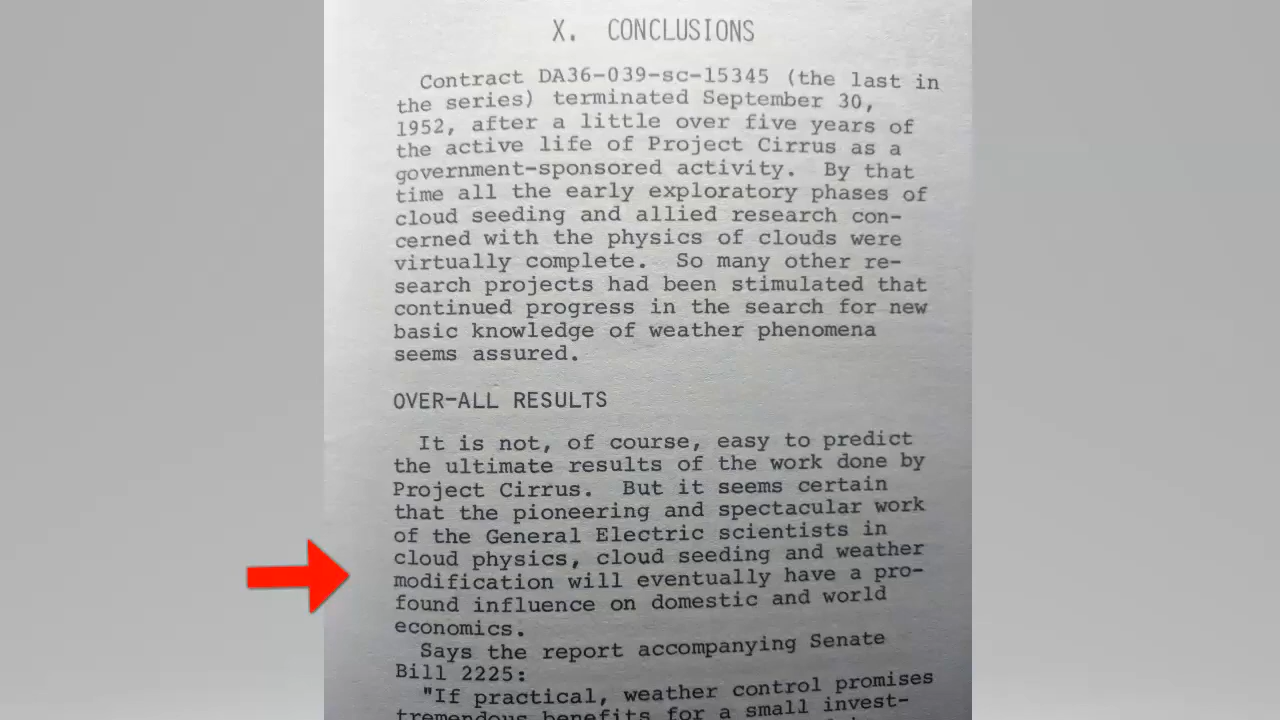 X. CONCLUSIONS
Contract DA36-039-sc-15345 (the last in
the series) terminated September 30,
1952, after a little over five years of
the active life of Project Cirrus as a
government-sponsored activity. By that
time all the early exploratory phases of
cloud seeding and allied research con-
cerned with the physics of clouds were
virtually complete. So many other re-
search projects had been stimulated that
continued progress in the search for new
basic knowledge of weather phenomena
seems assured.
OVER-ALL RESULTS
It is not, of course, easy to predict
the ultimate results of the work done by
Project Cirrus. But it seems certain
that the pioneering and spectacular work
of the General Electric scientists in
cloud physics, cloud seeding and weather
modification will eventually have a pro-
found influence on domestic and world
economics.
Says the report accompanying Senate
Bill 2225:
"If practical, weather control promises
tremendous benefits for a small invest-